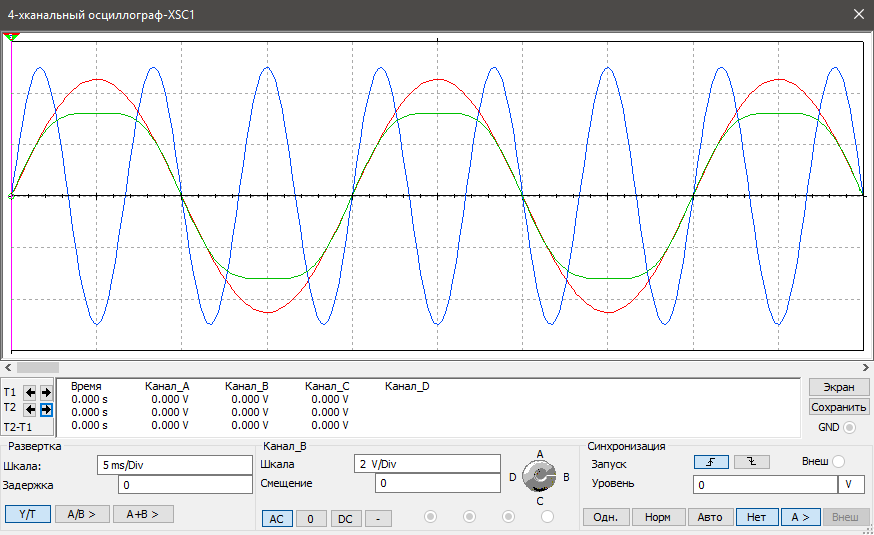 4-хканальный осциллограф-XSC1
T1
T2
T2-T1
Время Канал_A Канал_B Канал_C Канал_D
0.000 s 0.000 V 0.000 V 0.000 V
0.000 s 0.000 V 0.000 V 0.000 V
0.000 s 0.000 V 0.000 V 0.000 V
Экран
Сохранить
GND
Развертка
Шкала: 5 ms/Div
Задержка 0
Y/T A/B > A+B >
Канал_B
Шкала 2 V/Div
Смещение 0
AC 0 DC -
A
B
C
D
Синхронизация
Запуск Внеш
Уровень 0 V
Одн. Норм Авто Нет A > Внеш